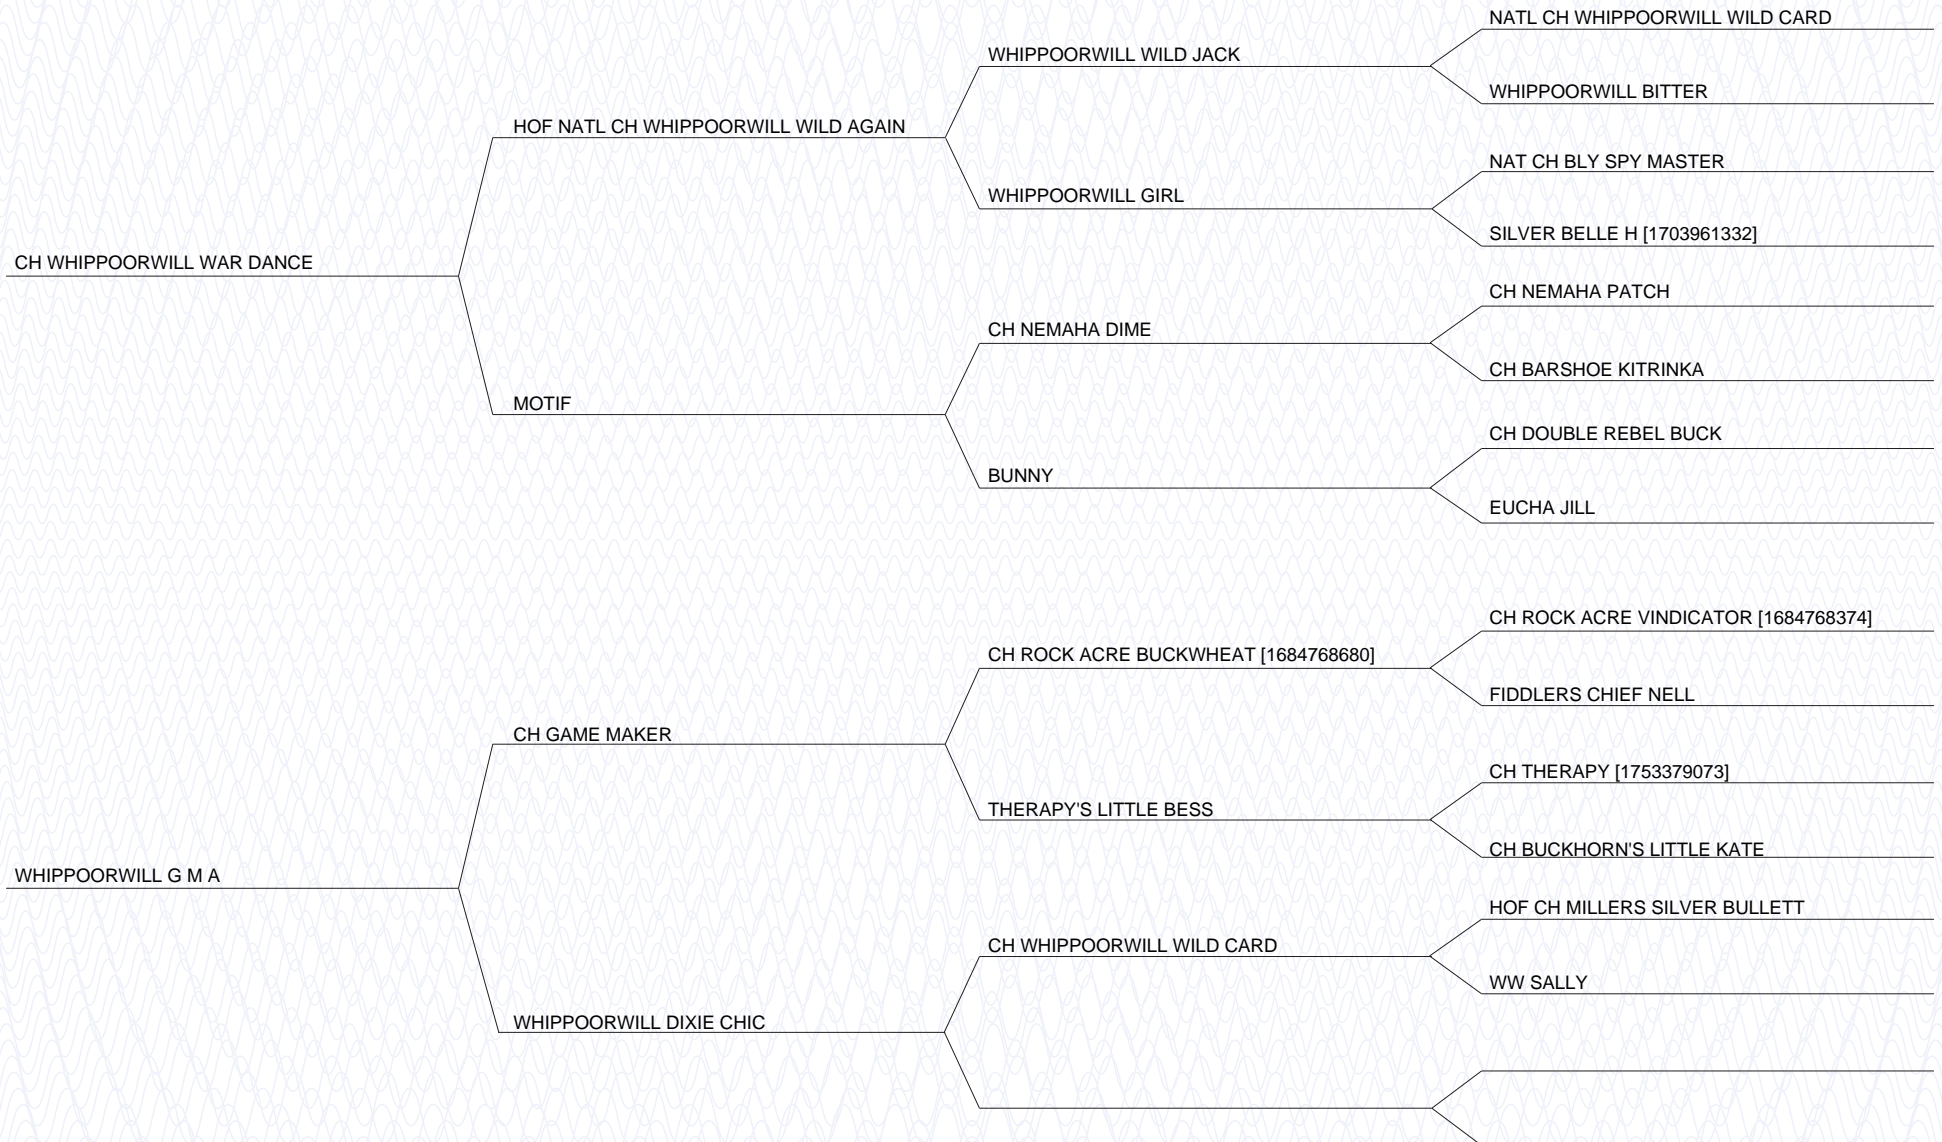 NATL CH WHIPPOORWILL WILD CARD
WHIPPOORWILL WILD JACK
WHIPPOORWILL BITTER
HOF NATL CH WHIPPOORWILL WILD AGAIN
NAT CH BLY SPY MASTER
WHIPPOORWILL GIRL
SILVER BELLE H [1703961332]
CH WHIPPOORWILL WAR DANCE
CH NEMAHA PATCH
CH NEMAHA DIME
CH BARSHOE KITRINKA
MOTIF
CH DOUBLE REBEL BUCK
BUNNY
EUCHA JILL
CH ROCK ACRE VINDICATOR [1684768374]
CH ROCK ACRE BUCKWHEAT [1684768680]
FIDDLERS CHIEF NELL
CH GAME MAKER
CH THERAPY [1753379073]
THERAPY'S LITTLE BESS
CH BUCKHORN'S LITTLE KATE
WHIPPOORWILL G M A
HOF CH MILLERS SILVER BULLETT
CH WHIPPOORWILL WILD CARD
WW SALLY
WHIPPOORWILL DIXIE CHIC